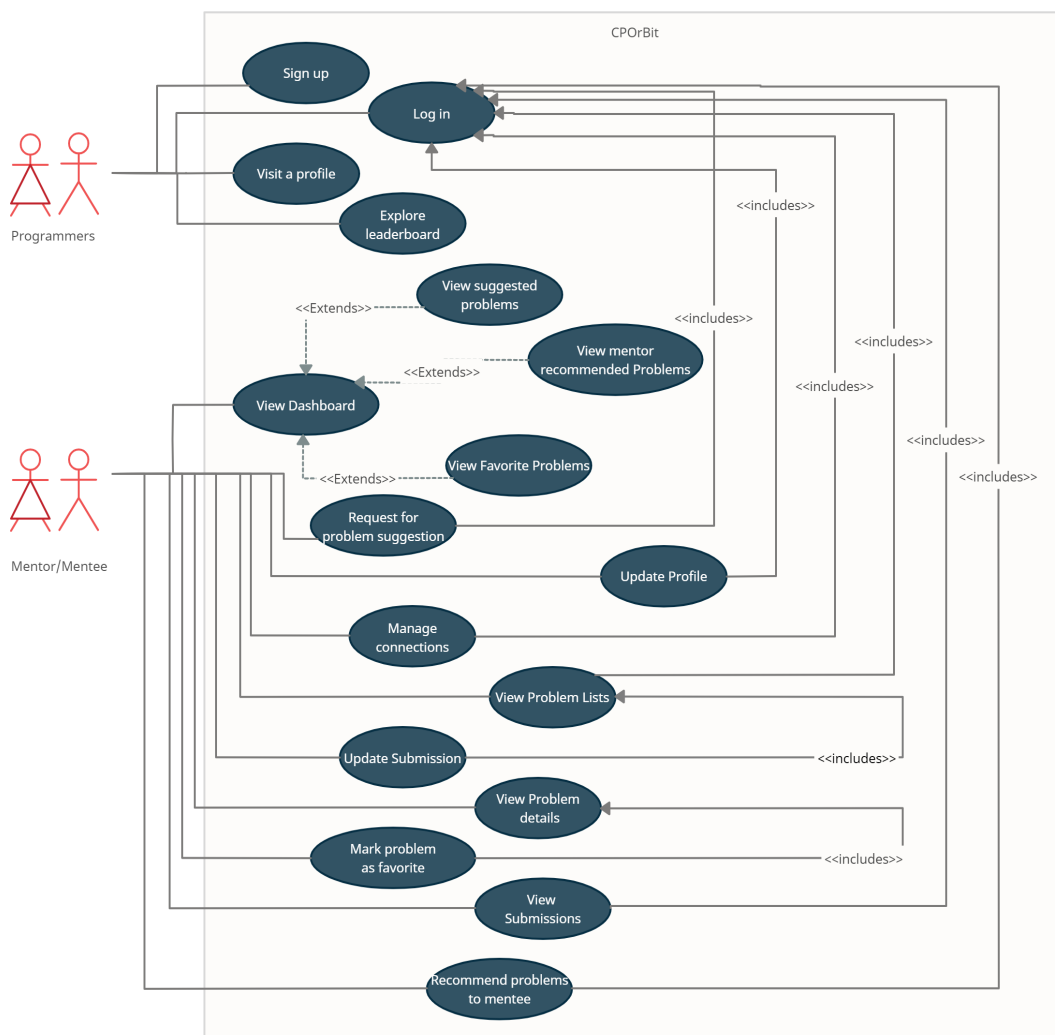 CPOrBit
Sign up
Log in
Visit a profile
<<includes>>
Explore
leaderboard
Programmers
View suggested
problems
<<Extends>>
<<includes>>
<<includes>>
View mentor
recommended Problems
<<Extends>>
<<includes>>
View Dashboard
<<includes>>
View Favorite Problems
<<Extends>>
<<includes>>
Request for
problem suggestion
Mentor/Mentee
Update Profile
Manage
connections
View Problem Lists
Update Submission
<<includes>>
View Problem
details
Mark problem
as favorite
<<includes>>
View
Submissions
Recommend problems
to mentee